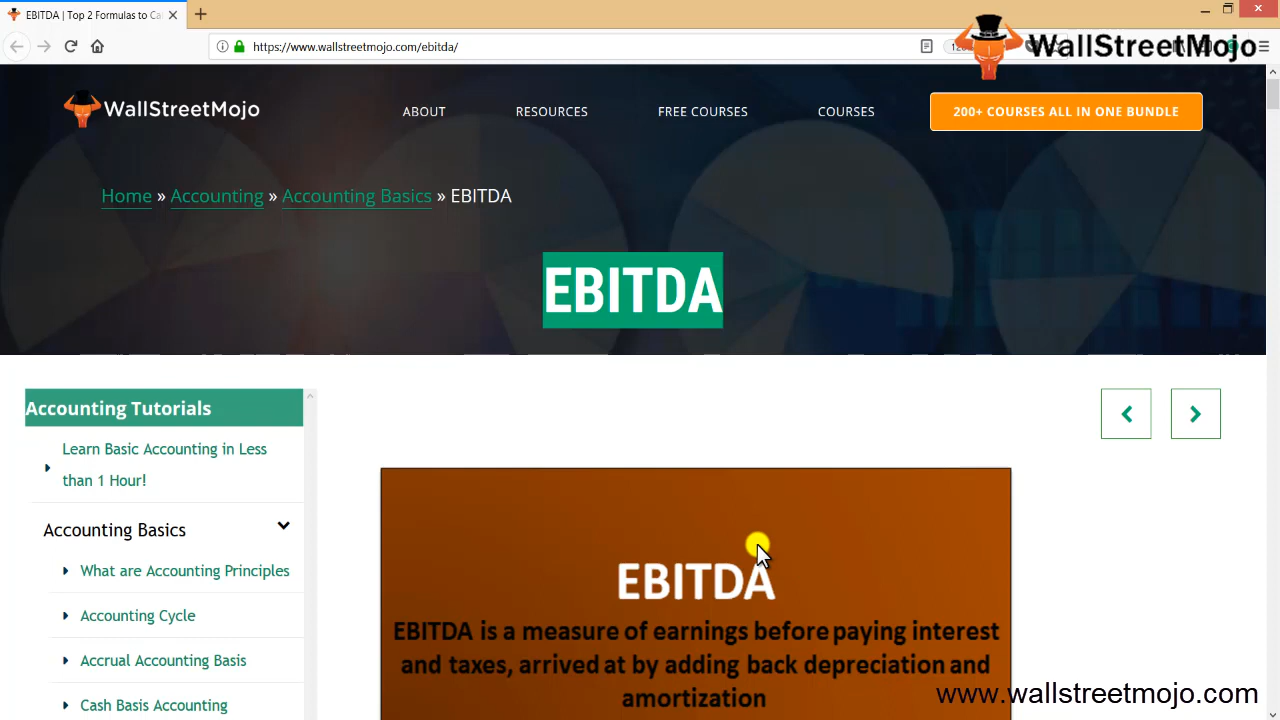 EBITDA | Top 2 Formulas to Ca
https://www.wallstreetmojo.com/ebitda/
WallStreetMojo
WallStreetMojo
ABOUT
RESOURCES
FREE COURSES
COURSES
200+ COURSES ALL IN ONE BUNDLE
Home » Accounting » Accounting Basics » EBITDA
EBITDA
Accounting Tutorials
Learn Basic Accounting in Less
than 1 Hour!
Accounting Basics
What are Accounting Principles
Accounting Cycle
Accrual Accounting Basis
Cash Basis Accounting
EBITDA
EBITDA is a measure of earnings before paying interest
and taxes, arrived at by adding back depreciation and
amortization
www.wallstreetmojo.com